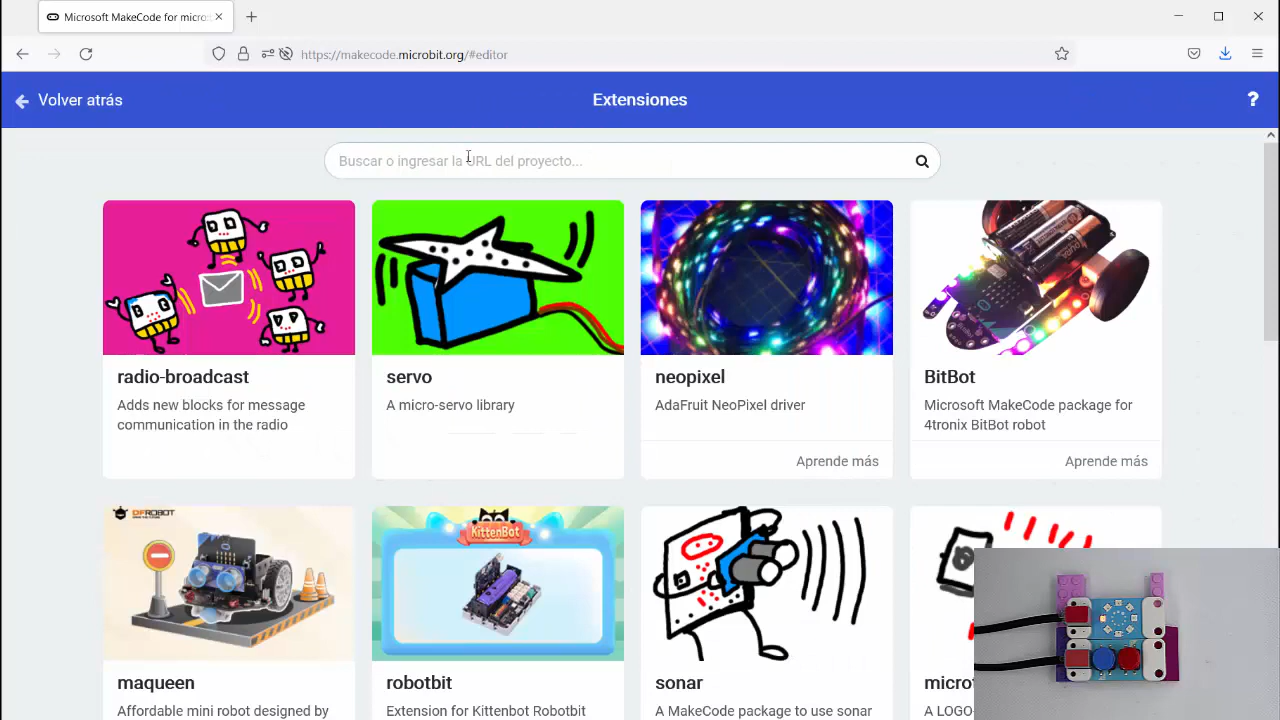 Microsoft MakeCode for micro:
https://makecode.microbit.org/#editor
Volver atrás
Extensiones
?
Buscar o ingresar la URL del proyecto...
radio-broadcast
Adds new blocks for message
communication in the radio
servo
A micro-servo library
neopixel
AdaFruit NeoPixel driver
Aprende más
BitBot
Microsoft MakeCode package for
4tronix BitBot robot
Aprende más
DFROBOT
KittenBot
maqueen
Affordable mini robot designed by
robotbit
Extension for Kittenbot Robotbit
sonar
A MakeCode package to use sonar
micro
A LOGO-